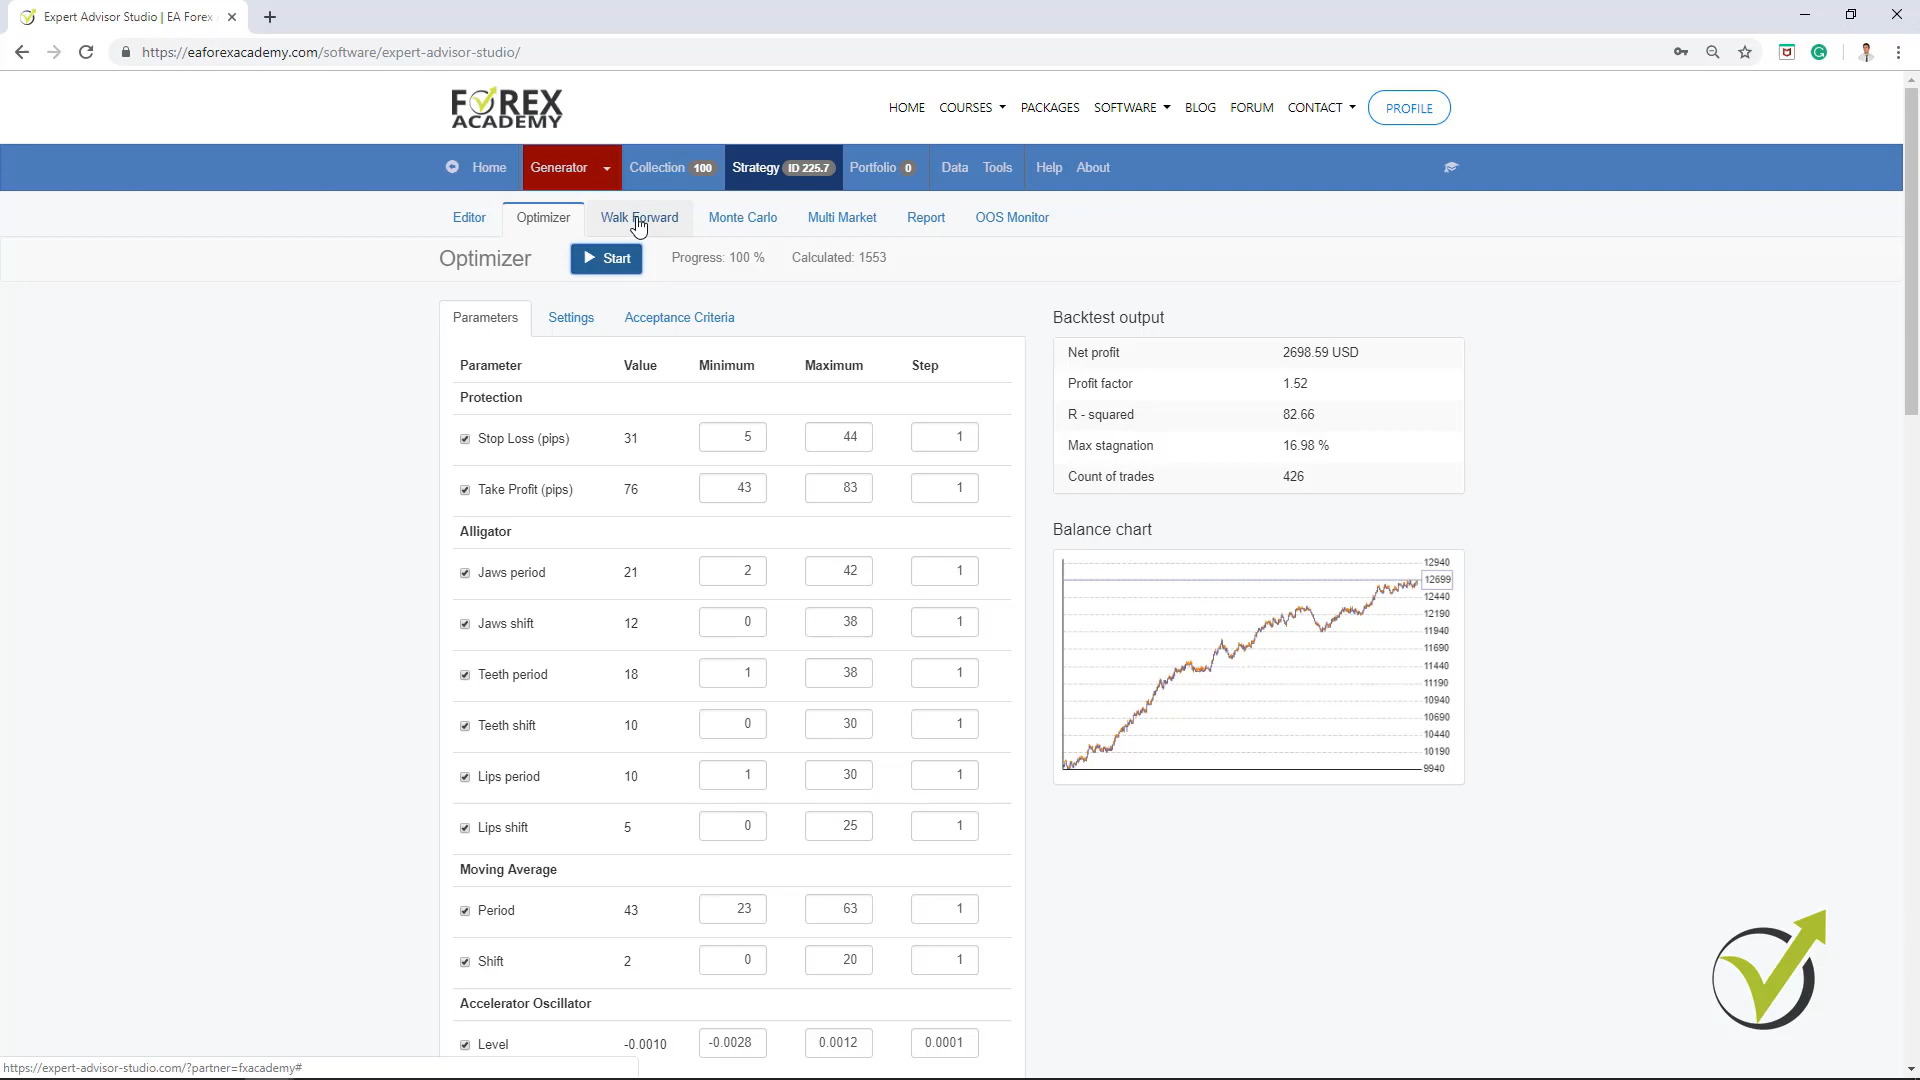 Expert Advisor Studio | EA Forex
https://eaforexacademy.com/software/expert-advisor-studio/
FOREX
ACADEMY
HOME COURSES PACKAGES SOFTWARE BLOG FORUM CONTACT PROFILE
Home Generator Collection 100 Strategy ID 225.7 Portfolio 0 Data Tools Help About
Editor Optimizer Walk Forward Monte Carlo Multi Market Report OOS Monitor
Optimizer Start Progress: 100 % Calculated: 1553
Parameters Settings Acceptance Criteria
Parameter Value Minimum Maximum Step
Protection
Stop Loss (pips) 31 5 44 1
Take Profit (pips) 76 43 83 1
Alligator
Jaws period 21 2 42 1
Jaws shift 12 0 38 1
Teeth period 18 1 38 1
Teeth shift 10 0 30 1
Lips period 10 1 30 1
Lips shift 5 0 25 1
Moving Average
Period 43 23 63 1
Shift 2 0 20 1
Accelerator Oscillator
Level -0.0010 -0.0028 0.0012 0.0001
Backtest output
Net profit 2698.59 USD
Profit factor 1.52
R - squared 82.66
Max stagnation 16.98 %
Count of trades 426
Balance chart
12940
12699
12440
12190
11940
11690
11440
11190
10940
10690
10440
10190
9940
https://expert-advisor-studio.com/?partner=fxacademy#